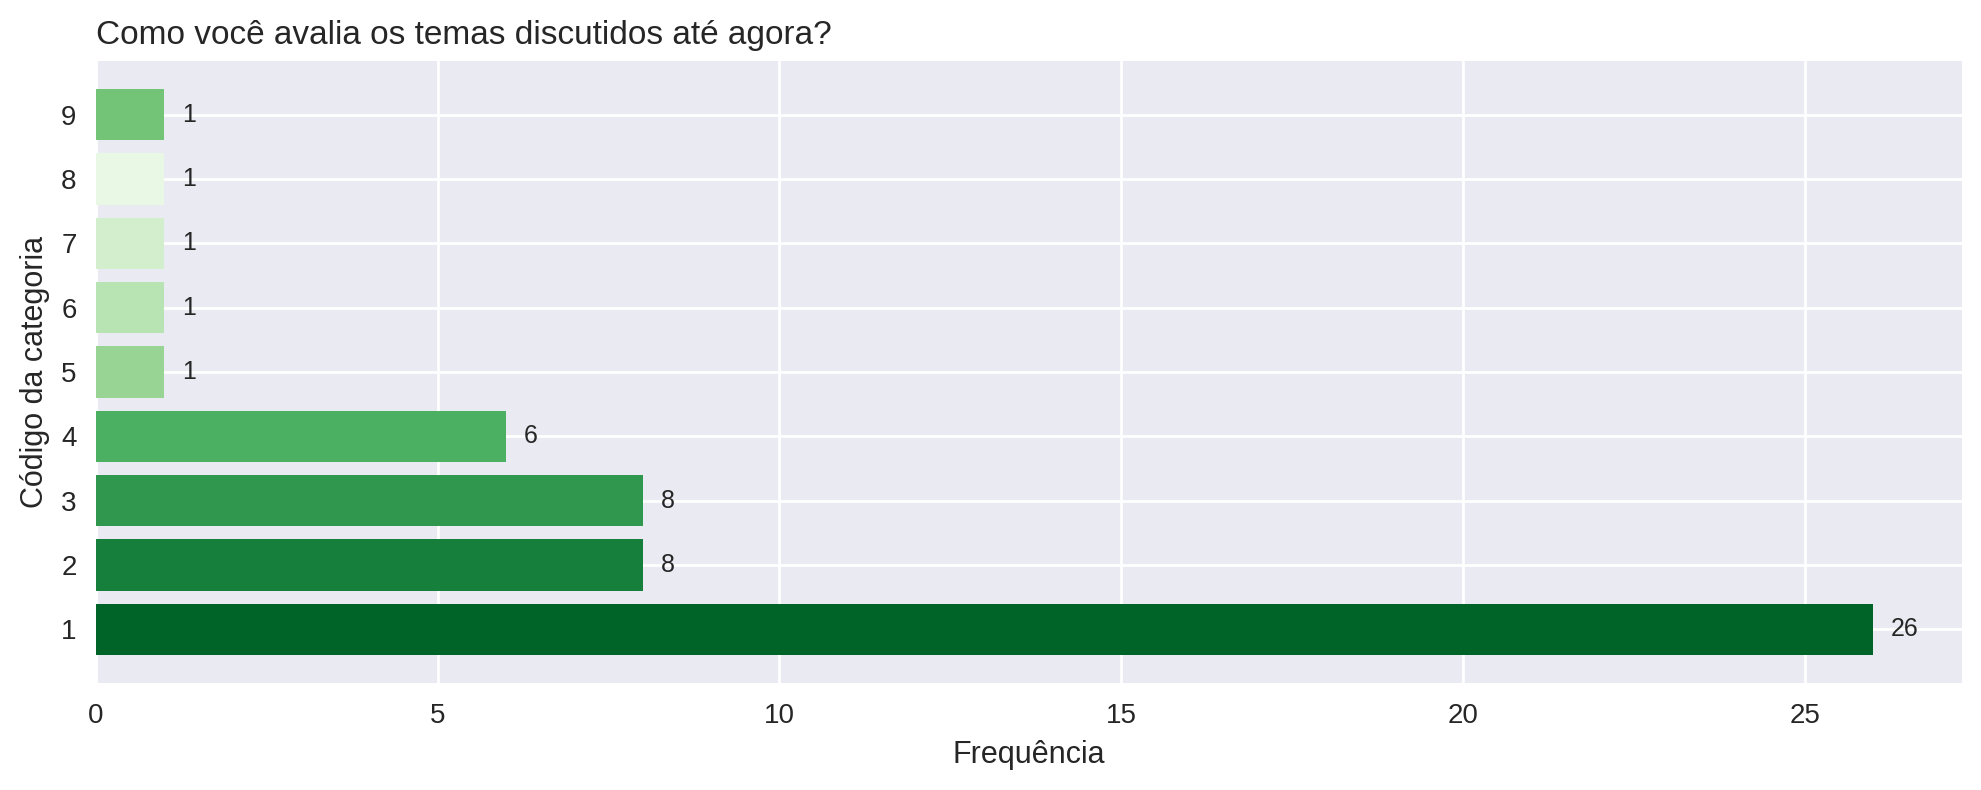 Como você avalia os temas discutidos até agora?
Código da categoria
9 1
8 1
7 1
6 1
5 1
4 6
3 8
2 8
1 26
0 5 10 15 20 25
Frequência